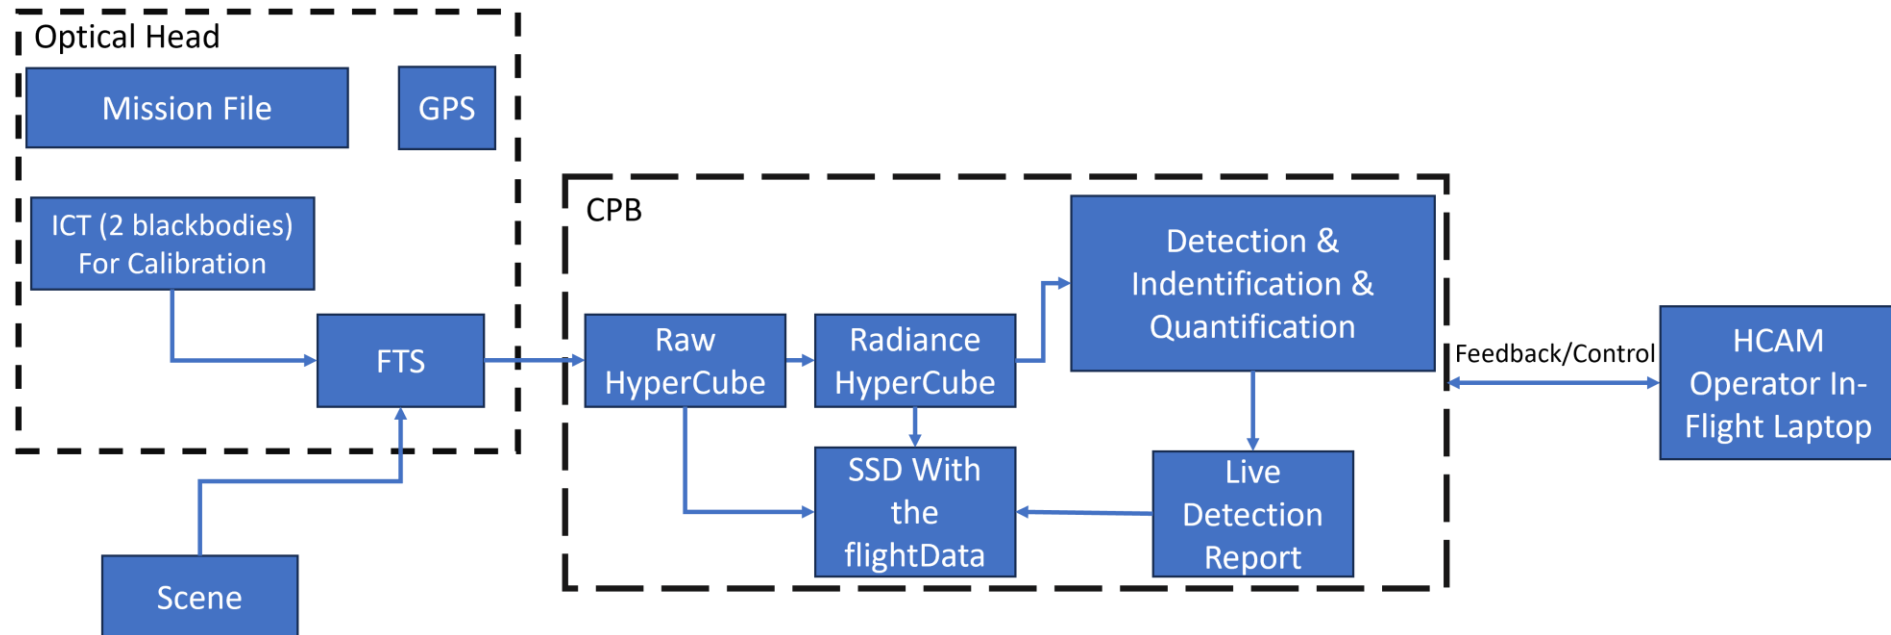 Optical Head
Mission File
GPS
ICT (2 blackbodies)
For Calibration
FTS
Scene
CPB
Raw
HyperCube
Radiance
HyperCube
Detection &
Indentification &
Quantification
SSD With
the
flightData
Live
Detection
Report
Feedback/Control
HCAM
Operator In-
Flight Laptop